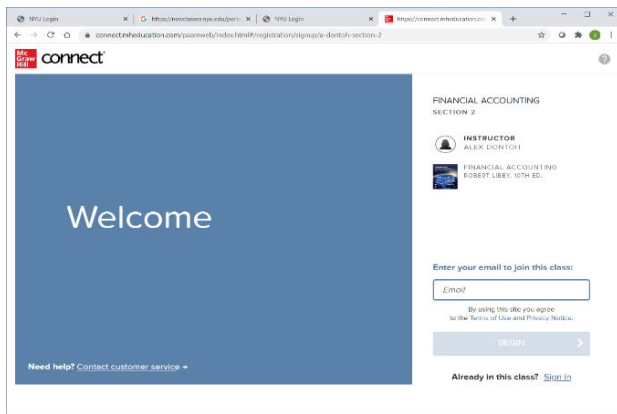 NYU Login
https://newclasses.nyu.edu/port
NYU Login
https://connect.mheducation.com
connect.mheducation.com/paamweb/index.html#/registration/signup/a-dontoh-section-2
Mc
Graw
Hill
connect
FINANCIAL ACCOUNTING
SECTION 2
INSTRUCTOR
ALEX DONTOH
FINANCIAL ACCOUNTING
ROBERT LIBBY, 10TH ED.
Welcome
Enter your email to join this class:
Email
By using this site you agree
to the Terms of Use and Privacy Notice.
BEGIN
Need help? Contact customer service
Already in this class? Sign in